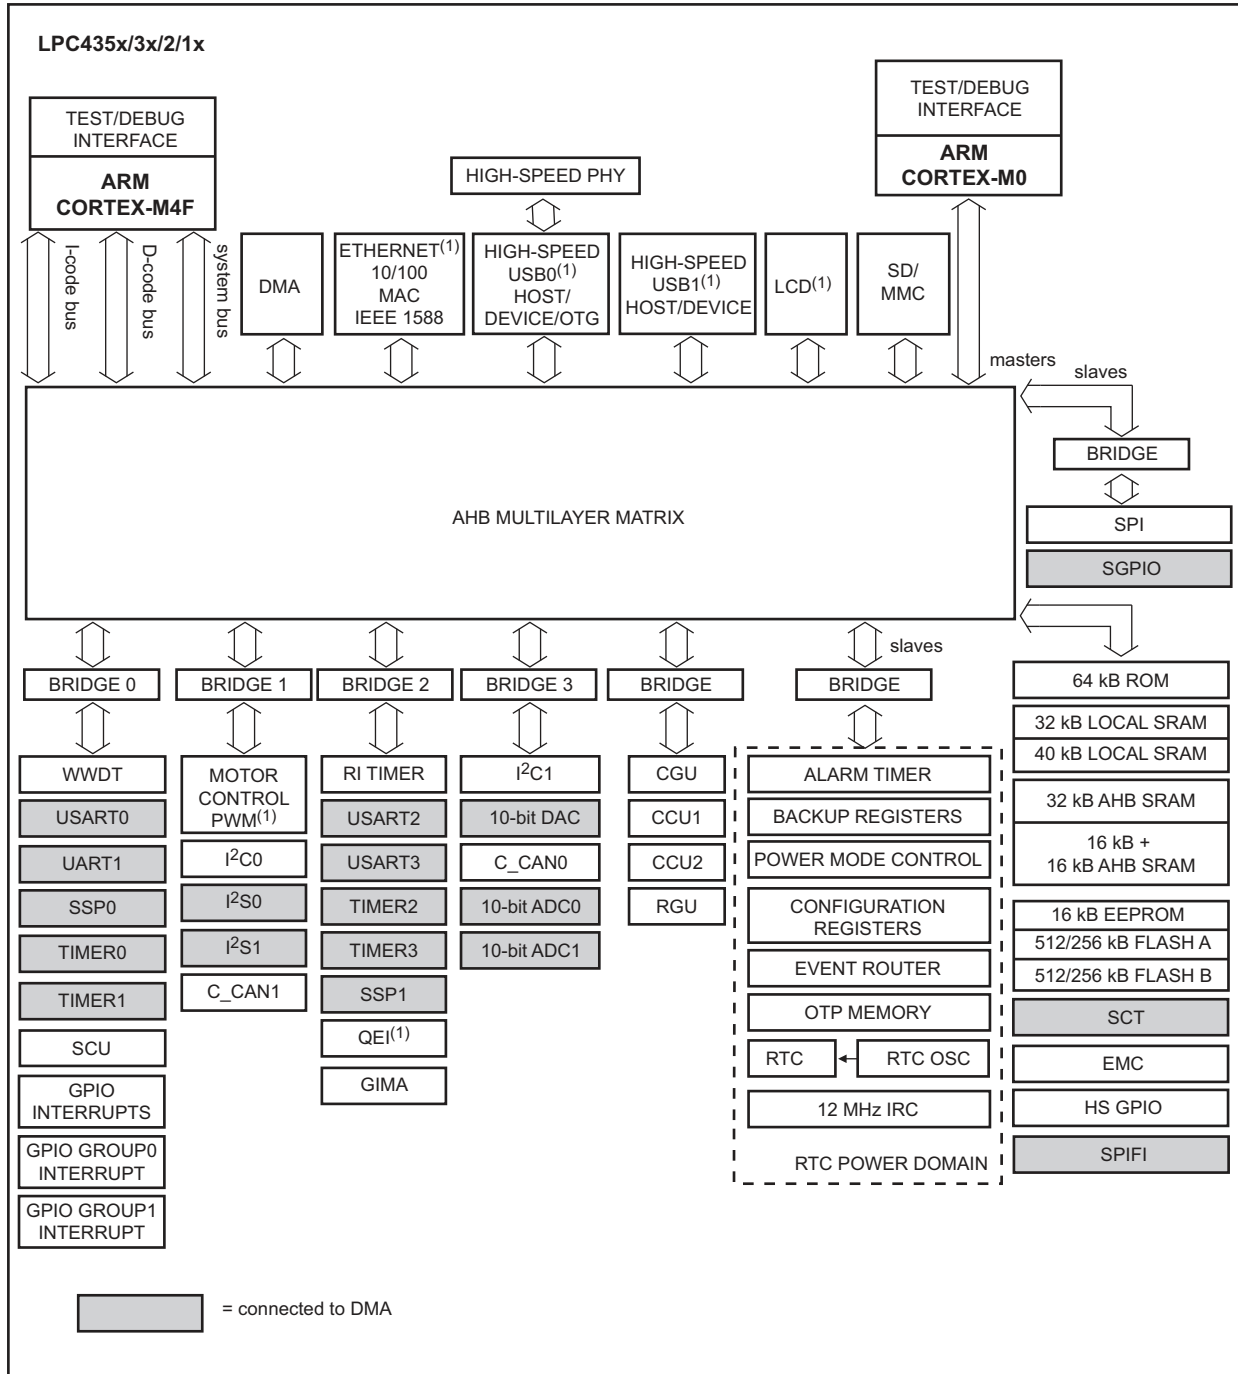 LPC435x/3x/2/1x
TEST/DEBUG
INTERFACE
ARM
CORTEX-M4F
TEST/DEBUG
INTERFACE
ARM
CORTEX-M0
HIGH-SPEED PHY
I-code bus
D-code bus
system bus
DMA
ETHERNET(1)
10/100
MAC
IEEE 1588
HIGH-SPEED
USB0(1)
HOST/
DEVICE/OTG
HIGH-SPEED
USB1(1)
HOST/DEVICE
LCD(1)
SD/
MMC
masters
slaves
BRIDGE
SPI
SGPIO
AHB MULTILAYER MATRIX
slaves
BRIDGE 0
BRIDGE 1
BRIDGE 2
BRIDGE 3
BRIDGE
BRIDGE
WWDT
USART0
UART1
SSP0
TIMER0
TIMER1
SCU
GPIO
INTERRUPTS
GPIO GROUP0
INTERRUPT
GPIO GROUP1
INTERRUPT
MOTOR
CONTROL
PWM(1)
I2C0
I2S0
I2S1
C_CAN1
RI TIMER
USART2
USART3
TIMER2
TIMER3
SSP1
QEI(1)
GIMA
I2C1
10-bit DAC
C_CAN0
10-bit ADC0
10-bit ADC1
CGU
CCU1
CCU2
RGU
ALARM TIMER
BACKUP REGISTERS
POWER MODE CONTROL
CONFIGURATION
REGISTERS
EVENT ROUTER
OTP MEMORY
RTC
RTC OSC
12 MHz IRC
RTC POWER DOMAIN
64 kB ROM
32 kB LOCAL SRAM
40 kB LOCAL SRAM
32 kB AHB SRAM
16 kB +
16 kB AHB SRAM
16 kB EEPROM
512/256 kB FLASH A
512/256 kB FLASH B
SCT
EMC
HS GPIO
SPIFI
= connected to DMA